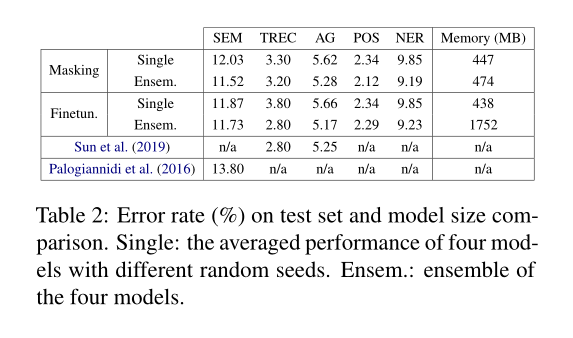 SEM TREC AG POS NER Memory (MB)
Masking Single 12.03 3.30 5.62 2.34 9.85 447
Ensem. 11.52 3.20 5.28 2.12 9.19 474
Finetun. Single 11.87 3.80 5.66 2.34 9.85 438
Ensem. 11.73 2.80 5.17 2.29 9.23 1752
Sun et al. (2019) n/a 2.80 5.25 n/a n/a n/a
Palogiannidi et al. (2016) 13.80 n/a n/a n/a n/a n/a
Table 2: Error rate (%) on test set and model size com-
parison. Single: the averaged performance of four mod-
els with different random seeds. Ensem.: ensemble of
the four models.